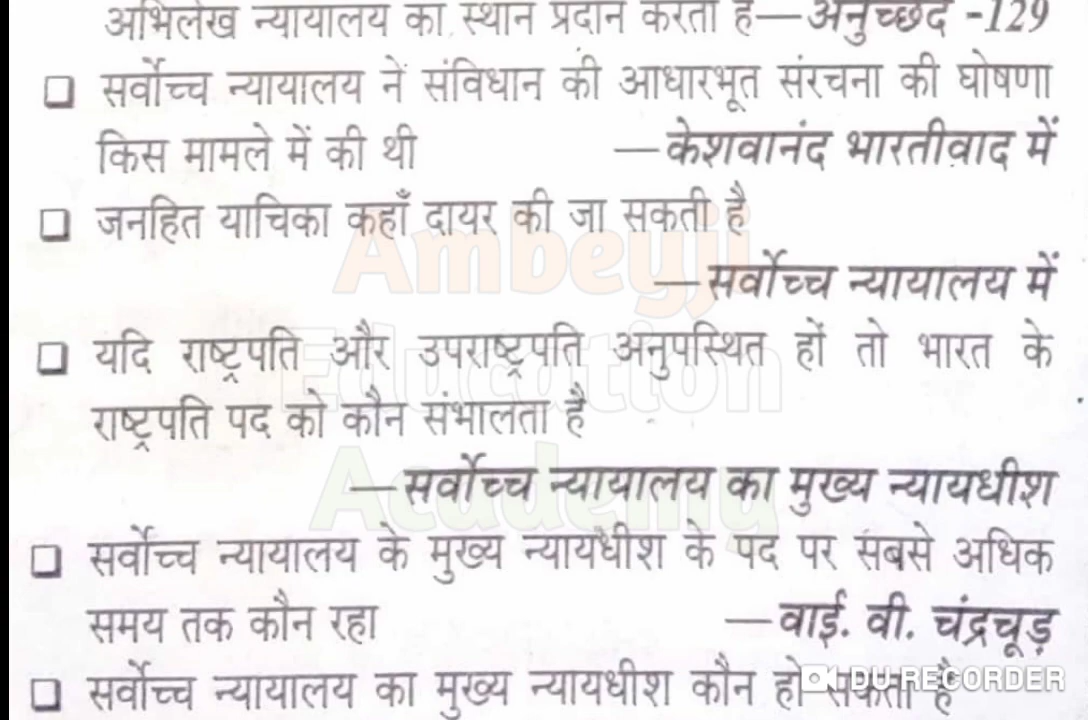 अभिलेख न्यायालय का स्थान प्रदान करता है—अनुच्छेद -129
सर्वोच्च न्यायालय ने संविधान की आधारभूत संरचना की घोषणा
किस मामले में की थी —केशवानंद भारतीवाद में
जनहित याचिका कहाँ दायर की जा सकती है
—सर्वोच्च न्यायालय में
यदि राष्ट्रपति और उपराष्ट्रपति अनुपस्थित हों तो भारत के
राष्ट्रपति पद को कौन संभालता है
—सर्वोच्च न्यायालय का मुख्य न्यायधीश
सर्वोच्च न्यायालय के मुख्य न्यायधीश के पद पर सबसे अधिक
समय तक कौन रहा —वाई. वी. चंद्रचूड़
सर्वोच्च न्यायालय का मुख्य न्यायधीश कौन हो सकता है
Ambeyji
Education
Academy
DU RECORDER